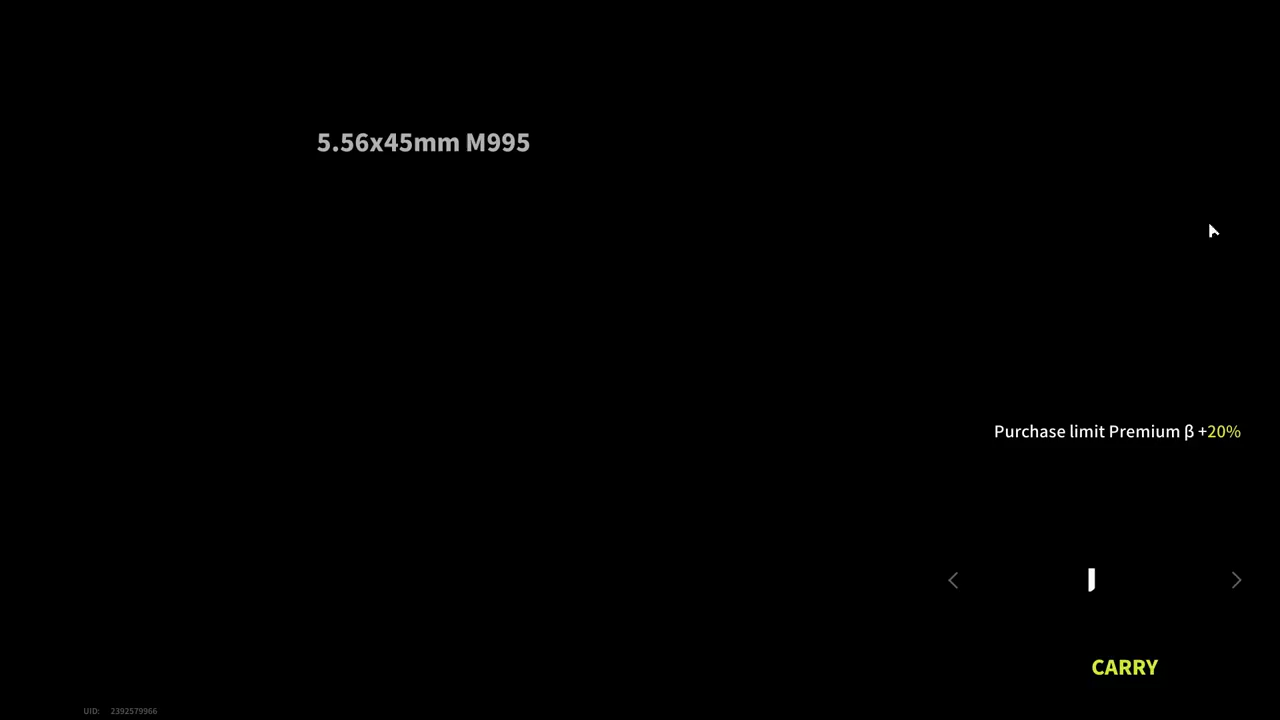 5.56x45mm M995
Purchase limit Premium β +20%
CARRY
UID: 2392579966